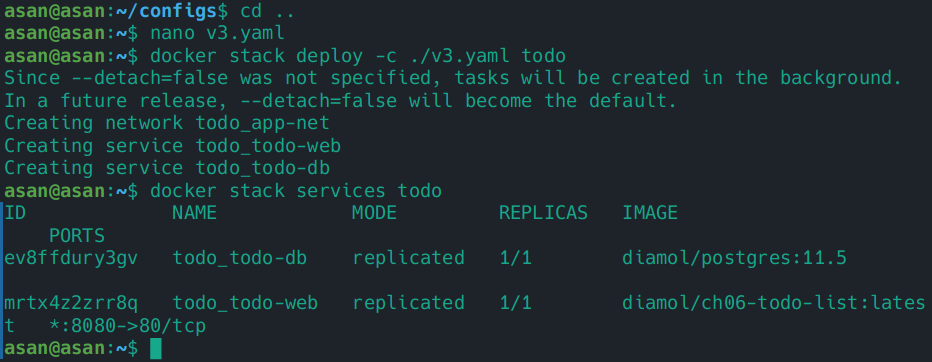 asan@asan:~/configs$ cd ..
asan@asan:~$ nano v3.yaml
asan@asan:~$ docker stack deploy -c ./v3.yaml todo
Since --detach=false was not specified, tasks will be created in the background.
In a future release, --detach=false will become the default.
Creating network todo_app-net
Creating service todo_todo-web
Creating service todo_todo-db
asan@asan:~$ docker stack services todo
ID             NAME            MODE         REPLICAS   IMAGE
    PORTS
ev8ffdury3gv   todo_todo-db    replicated   1/1        diamol/postgres:11.5
mrtx4z2zrr8q   todo_todo-web   replicated   1/1        diamol/ch06-todo-list:lates
t   *:8080->80/tcp
asan@asan:~$